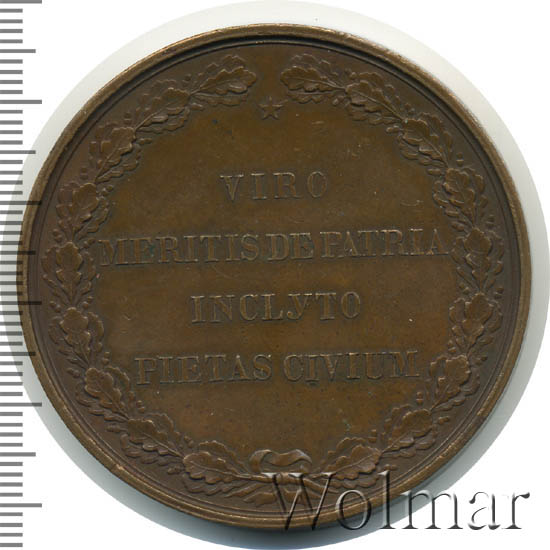 VIRO
MERITIS DE PATRIA
INCLYTO
PIETAS CIVIUM
Wolmar